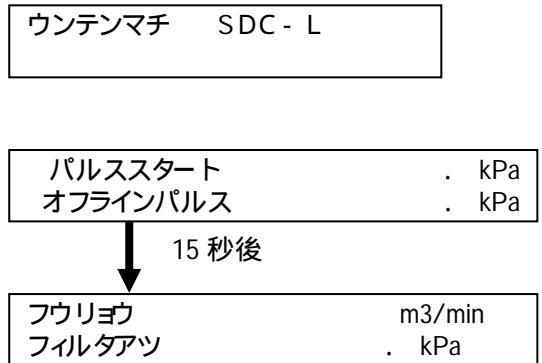 ウンテンマチ SDC- L
パルススタート . kPa
オフラインパルス . kPa
15 秒後
フウリョウ m3/min
フィルタアツ . kPa